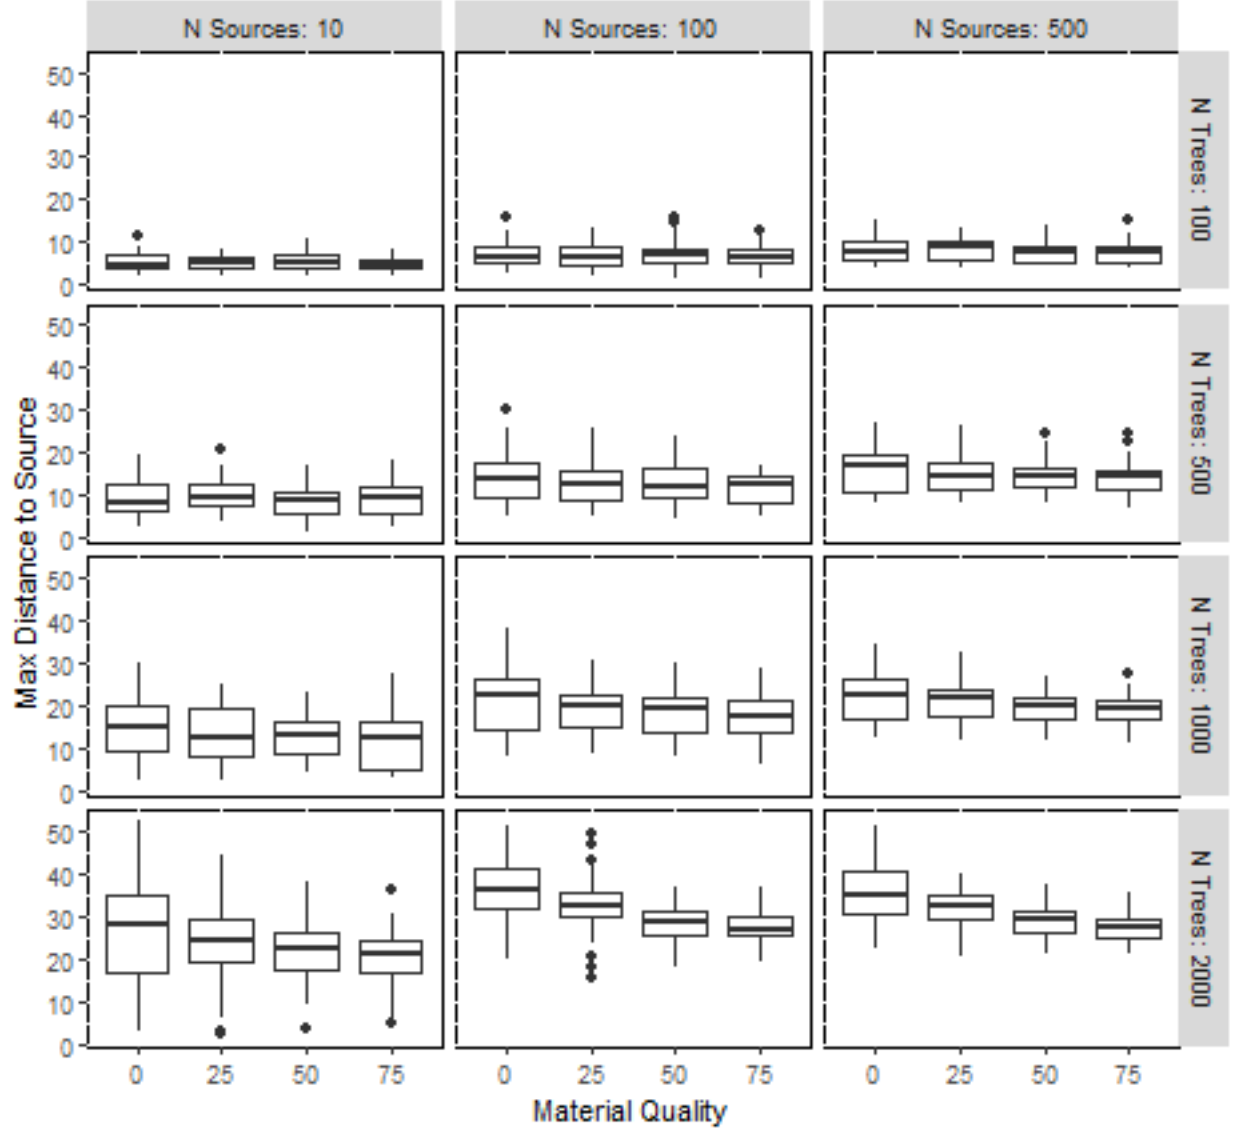 N Sources: 10
N Sources: 100
N Sources: 500
50
40
30
20
10
0
N Trees: 100
50
40
30
20
10
0
N Trees: 500
Max Distance to Source
50
40
30
20
10
0
N Trees: 1000
50
40
30
20
10
0
N Trees: 2000
0 25 50 75
0 25 50 75
0 25 50 75
Material Quality